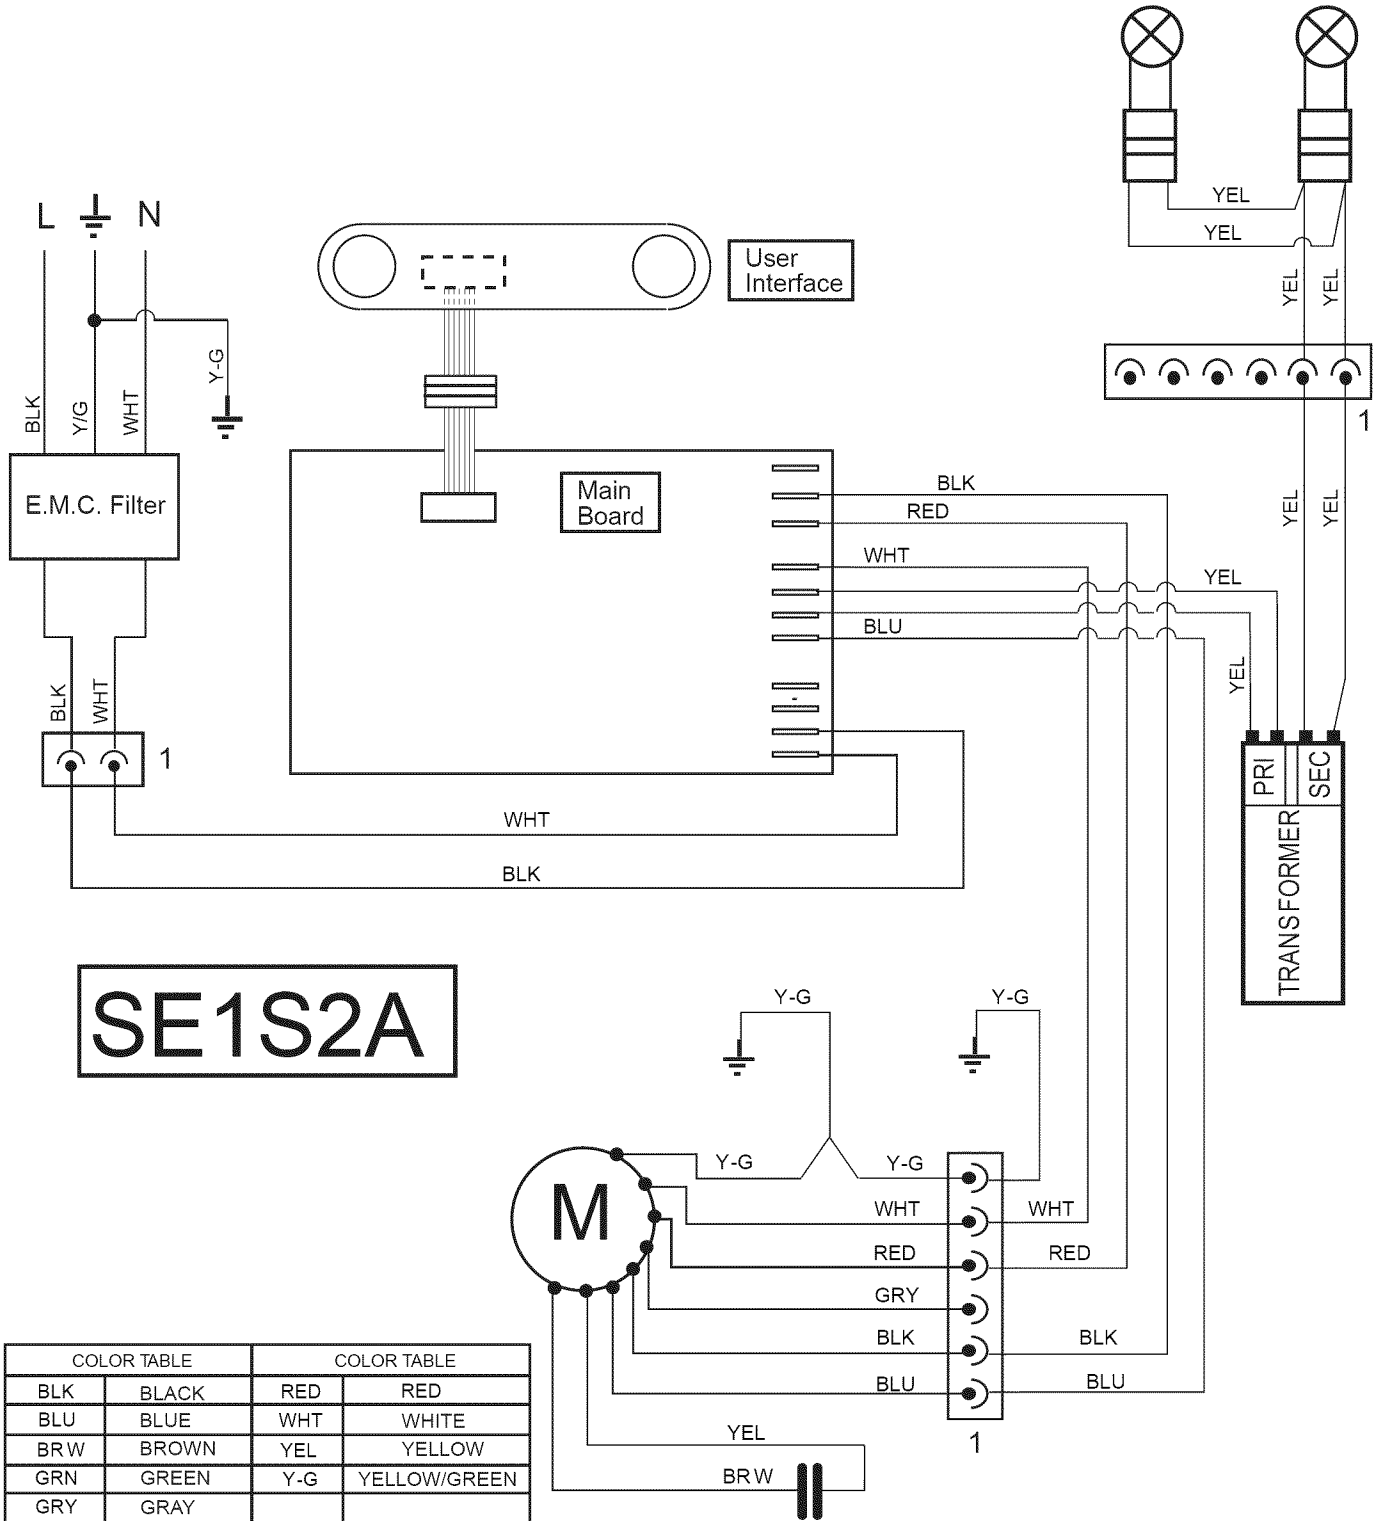 L
N
User
Interface
YEL
YEL
YEL
YEL
BLK
Y/G
WHT
Y-G
1
E.M.C. Filter
Main
Board
BLK
RED
WHT
YEL
BLU
YEL
YEL
YEL
BLK
WHT
1
PRI
SEC
TRANSFORMER
WHT
BLK
SE1S2A
Y-G
Y-G
M
Y-G
Y-G
WHT
WHT
RED
RED
GRY
BLK
BLK
BLU
BLU
1
YEL
BRW
COLOR TABLE COLOR TABLE
BLK BLACK RED RED
BLU BLUE WHT WHITE
BRW BROWN YEL YELLOW
GRN GREEN Y-G YELLOW/GREEN
GRY GRAY